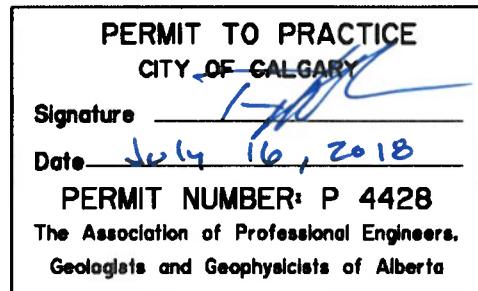 PERMIT TO PRACTICE
CITY OF CALGARY
Signature
Date July 16, 2018
PERMIT NUMBER: P 4428
The Association of Professional Engineers,
Geologists and Geophysicists of Alberta